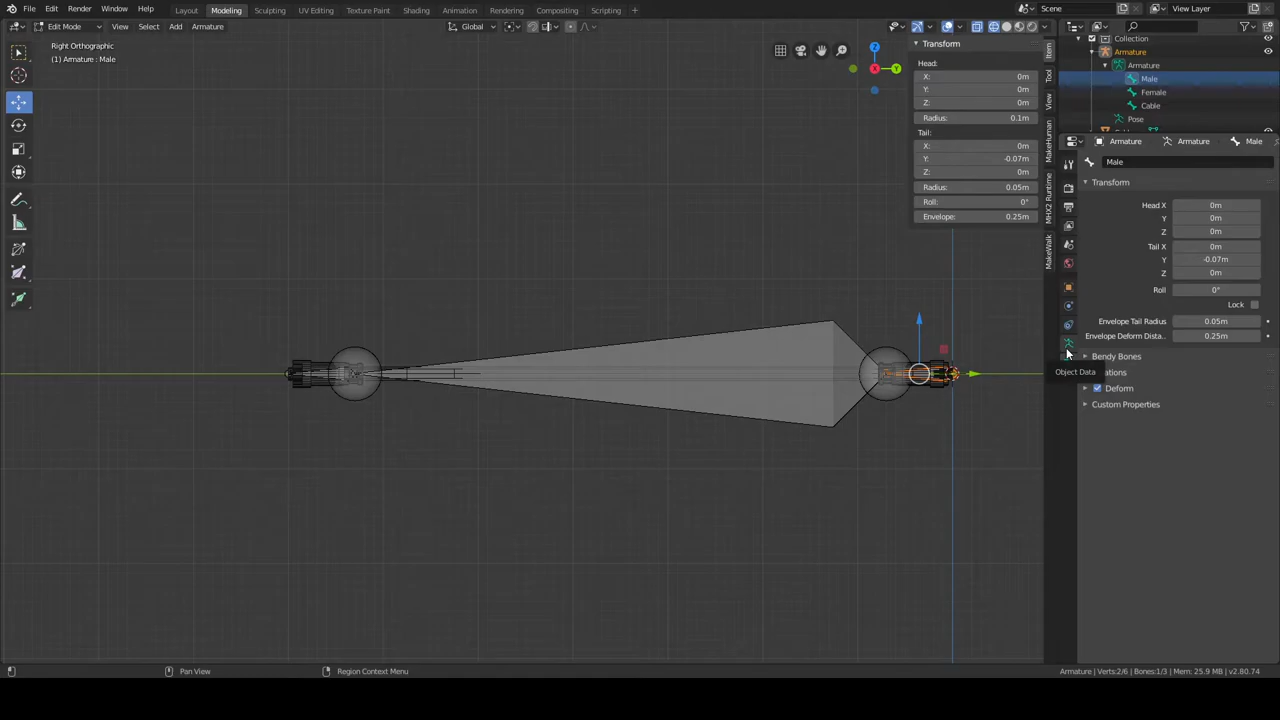 File Edit Render Window Help Layout Modeling Sculpting UV Editing Texture Paint Shading Animation Rendering Compositing Scripting + Scene View Layer
Edit Mode View Select Add Armature Global
Right Orthographic
(1) Armature : Male
Z
X
Y
Transform
Head:
X: 0m
Y: 0m
Z: 0m
Radius: 0.1m
Tail:
X: 0m
Y: -0.07m
Z: 0m
Radius: 0.05m
Roll: 0°
Envelope: 0.25m
Item
Tool
View
MakeHuman
MHX2 Runtime
MakeWalk
Collection
Armature
Armature
Male
Female
Cable
Pose
Armature Armature Male
Male
Transform
Head X 0m
Y 0m
Z 0m
Tail X 0m
Y -0.07m
Z 0m
Roll 0°
Lock
Envelope Tail Radius 0.05m
Envelope Deform Dista.. 0.25m
Bendy Bones
Object Data
ations
Deform
Custom Properties
Pan View Region Context Menu Armature | Verts:2/6 | Bones:1/3 | Mem: 25.9 MB | v2.80.74